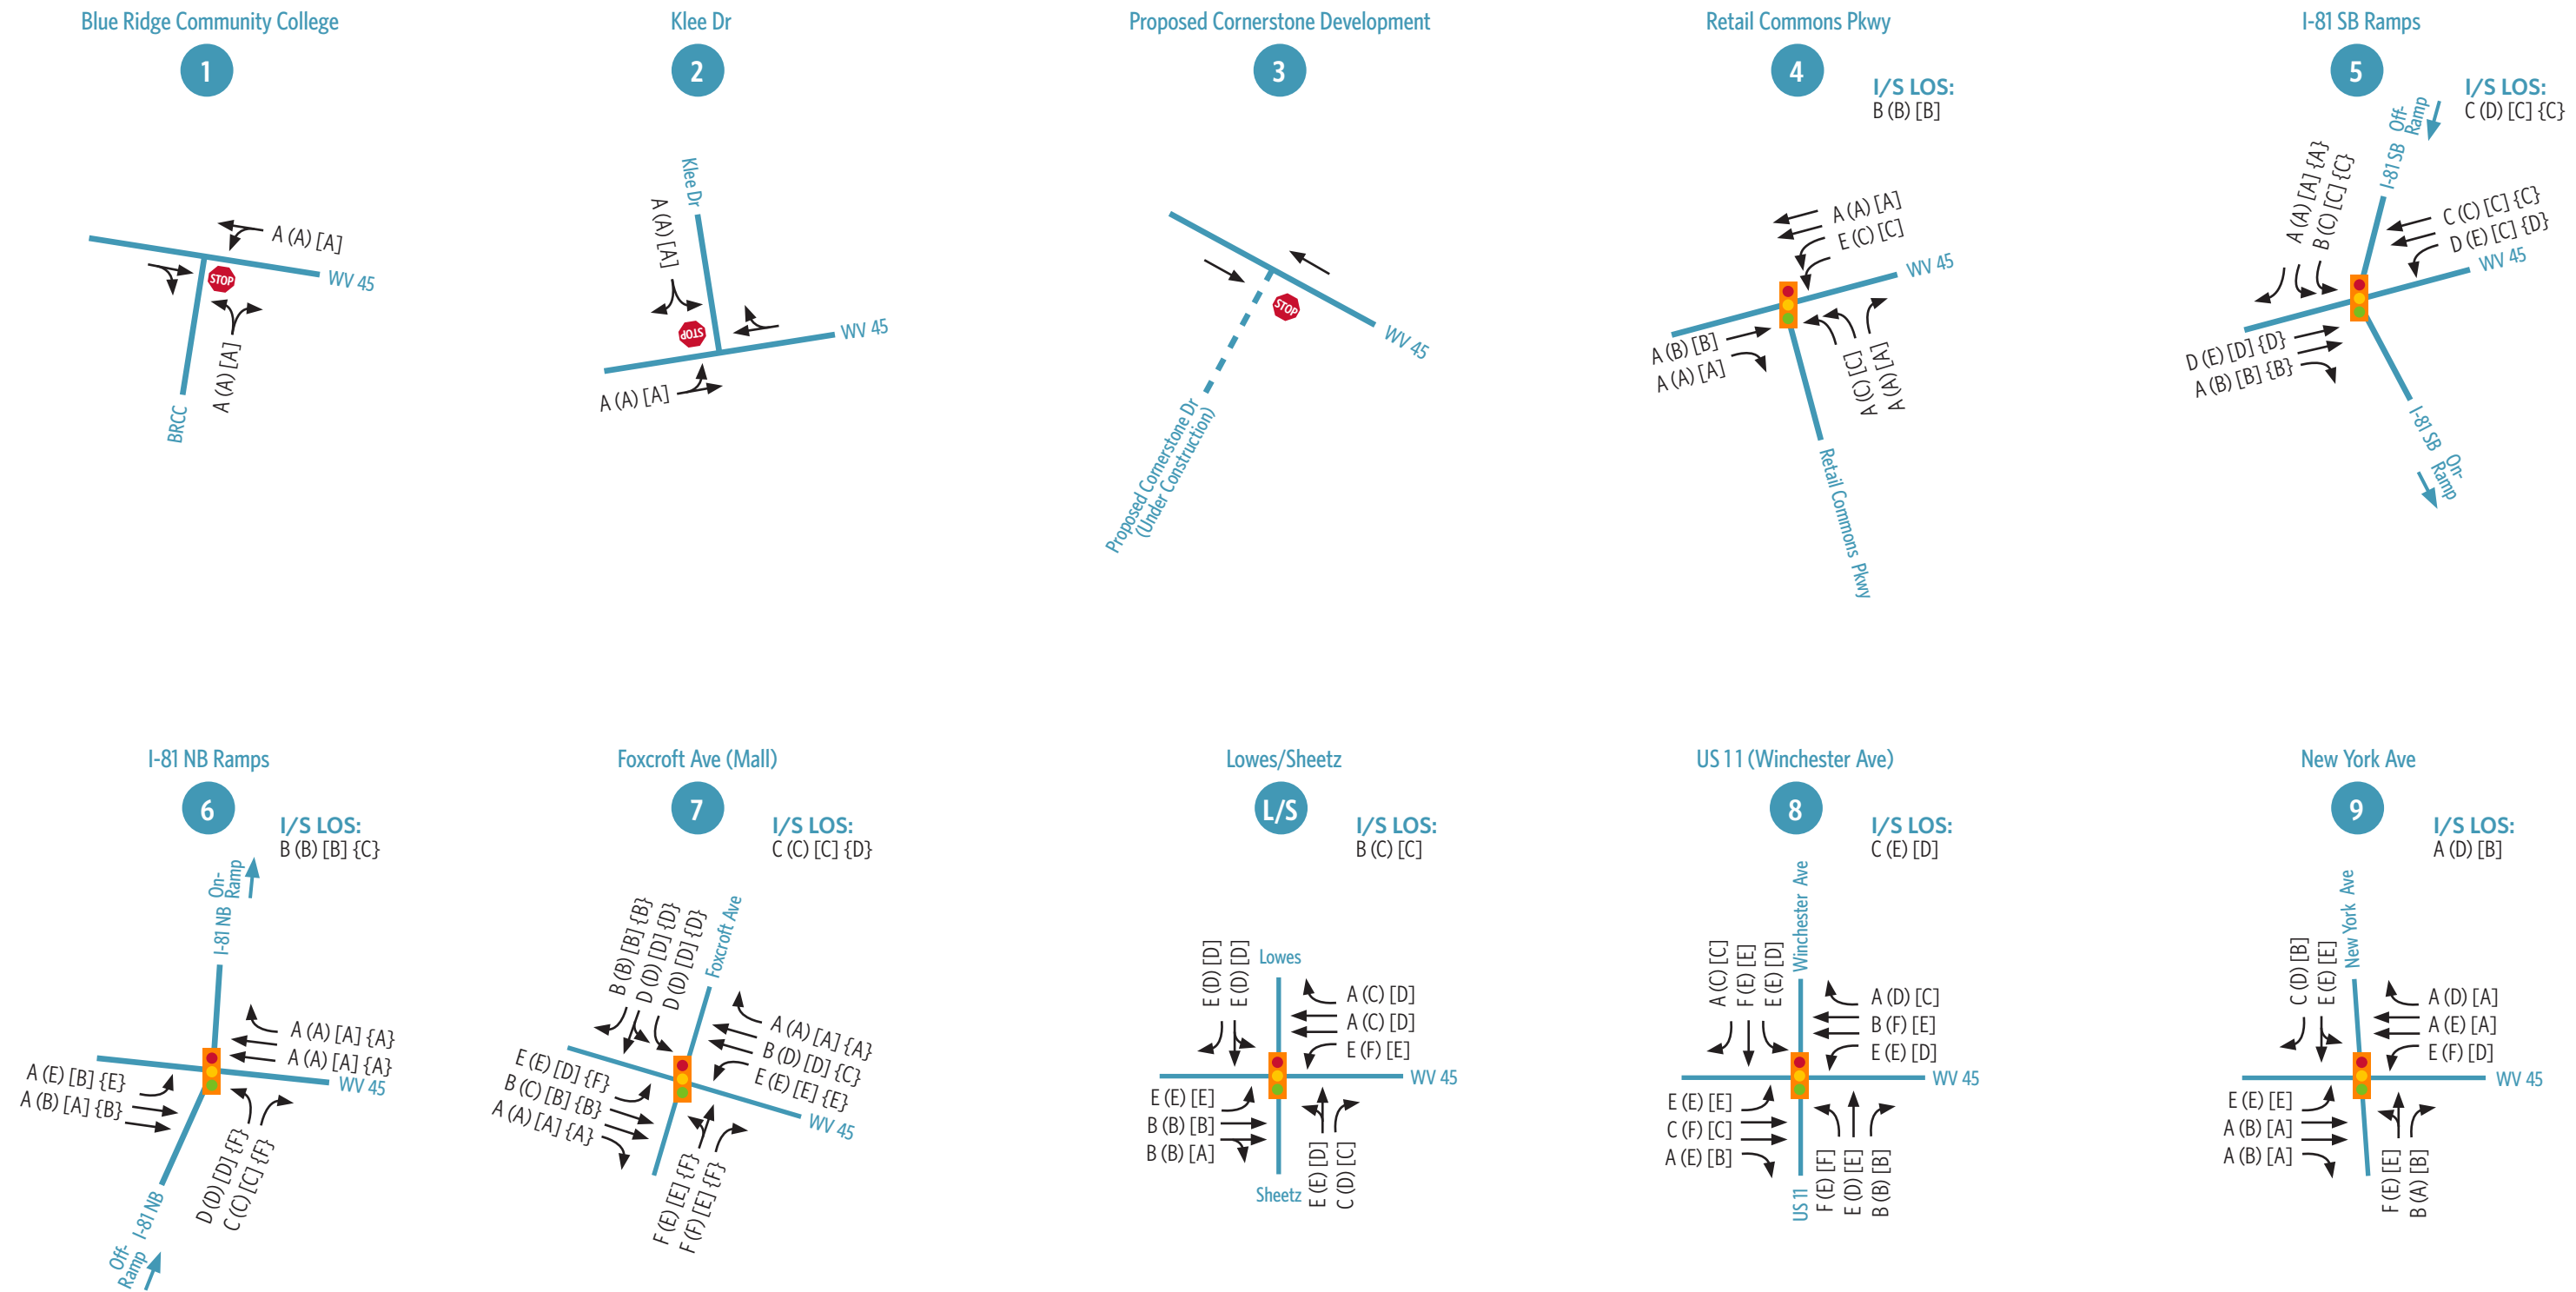 Blue Ridge Community College
1
A (A) [A]
WV 45
STOP
A (A) [A]
BRCC
Klee Dr
2
Klee Dr
A (A) [A]
STOP
WV 45
A (A) [A]
Proposed Cornerstone Development
3
STOP
WV 45
Proposed Cornerstone Dr
(Under Construction)
Retail Commons Pkwy
4
I/S LOS:
B (B) [B]
A (A) [A]
E (C) [C]
WV 45
A (B) [B]
A (A) [A]
A (C) [C]
A (A) [A]
Retail Commons Pkwy
I-81 SB Ramps
5
I/S LOS:
C (D) [C] {C}
I-81 SB Off-
Ramp
A (A) [A] {A}
B (C) [C] {C}
C (C) [C] {C}
D (E) [C] {D}
WV 45
D (E) [D] {D}
A (B) [B] {B}
I-81 SB On-
Ramp
I-81 NB Ramps
6
I/S LOS:
B (B) [B] {C}
I-81 NB On-
Ramp
A (A) [A] {A}
A (A) [A] {A}
WV 45
A (E) [B] {E}
A (B) [A] {B}
D (D) [D] {F}
C (C) [C] {F}
Off- I-81 NB
Ramp
Foxcroft Ave (Mall)
7
I/S LOS:
C (C) [C] {D}
B (B) [B] {B}
D (D) [D] {D}
D (D) [D] {D}
Foxcroft Ave
A (A) [A] {A}
B (D) [D] {C}
E (E) [E] {E}
WV 45
E (E) [D] {F}
B (C) [B] {B}
A (A) [A] {A}
F (E) [E] {F}
F (F) [E] {F}
Lowes/Sheetz
L/S
I/S LOS:
B (C) [C]
E (D) [D]
E (D) [D]
Lowes
A (C) [D]
A (C) [D]
E (F) [E]
WV 45
E (E) [E]
B (B) [B]
B (B) [A]
Sheetz
E (E) [D]
C (D) [C]
US 11 (Winchester Ave)
8
I/S LOS:
C (E) [D]
A (C) [C]
F (E) [E]
E (E) [D]
Winchester Ave
A (D) [C]
B (F) [E]
E (E) [D]
WV 45
E (E) [E]
C (F) [C]
A (E) [B]
US 11
F (E) [F]
E (D) [E]
B (B) [B]
New York Ave
9
I/S LOS:
A (D) [B]
C (D) [B]
E (E) [E]
New York Ave
A (D) [A]
A (E) [A]
E (F) [D]
WV 45
E (E) [E]
A (B) [A]
A (B) [A]
F (E) [E]
B (A) [B]